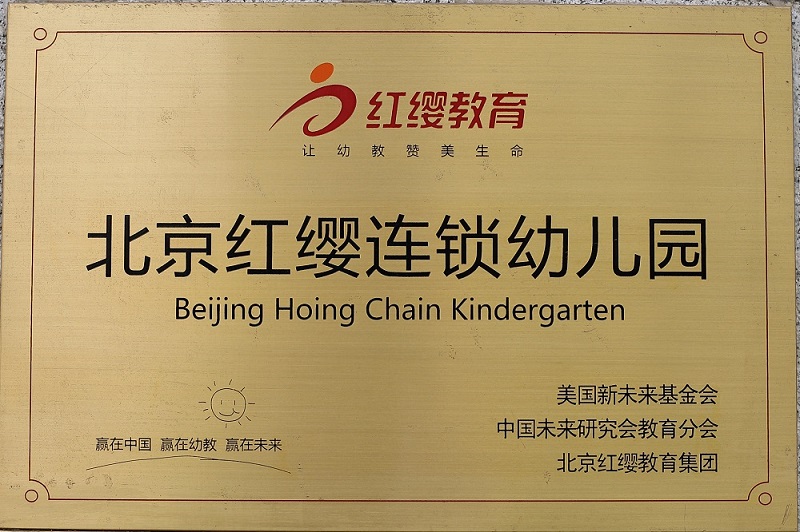 红缨教育
让幼教赞美生命
北京红缨连锁幼儿园
Beijing Hoing Chain Kindergarten
赢在中国 赢在幼教 赢在未来
美国新未来基金会
中国未来研究会教育分会
北京红缨教育集团